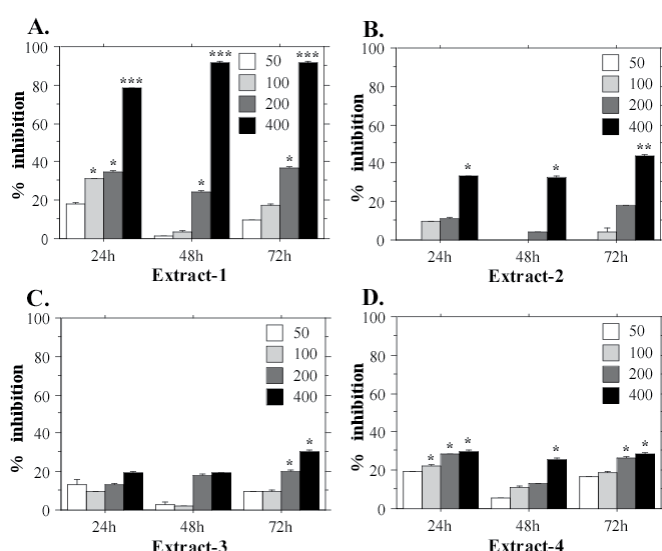 A.
100
80
60
40
20
0
% inhibition
50
100
200
400
* * ***
* ***
* ***
24h 48h 72h
Extract-1
B.
100
80
60
40
20
0
% inhibition
50
100
200
400
*
*
**
24h 48h 72h
Extract-2
C.
100
80
60
40
20
0
% inhibition
50
100
200
400
* *
24h 48h 72h
Extract-3
D.
100
80
60
40
20
0
% inhibition
50
100
200
400
* * *
*
* *
24h 48h 72h
Extract-4